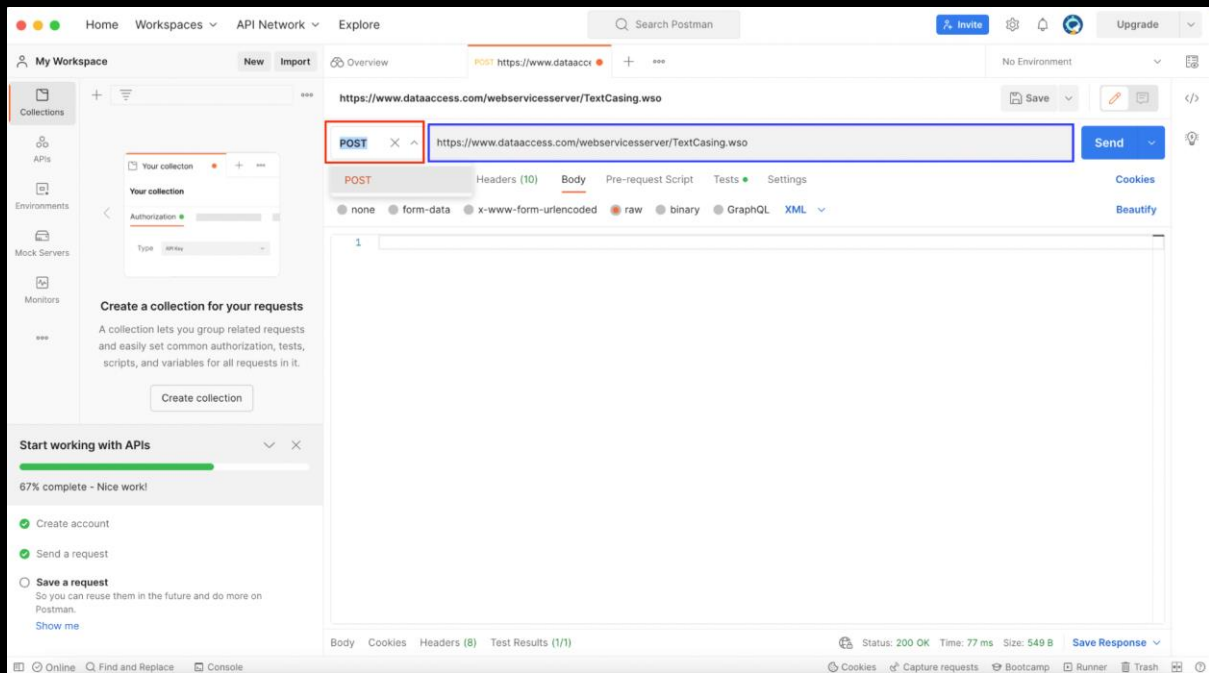 Home Workspaces API Network Explore Search Postman Invite Upgrade
My Workspace New Import Overview POST https://www.dataacce No Environment
Collections
APIs
Environments
Mock Servers
Monitors
Your collecton
Your collection
Authorization
Type API Key
Create a collection for your requests
A collection lets you group related requests
and easily set common authorization, tests,
scripts, and variables for all requests in it.
Create collection
Start working with APIs
67% complete - Nice work!
Create account
Send a request
Save a request
So you can reuse them in the future and do more on
Postman.
Show me
https://www.dataaccess.com/webservicesserver/TextCasing.wso Save
POST https://www.dataaccess.com/webservicesserver/TextCasing.wso Send
POST Headers (10) Body Pre-request Script Tests Settings Cookies
none form-data x-www-form-urlencoded raw binary GraphQL XML Beautify
1
Body Cookies Headers (8) Test Results (1/1) Status: 200 OK Time: 77 ms Size: 549 B Save Response
Online Find and Replace Console Cookies Capture requests Bootcamp Runner Trash